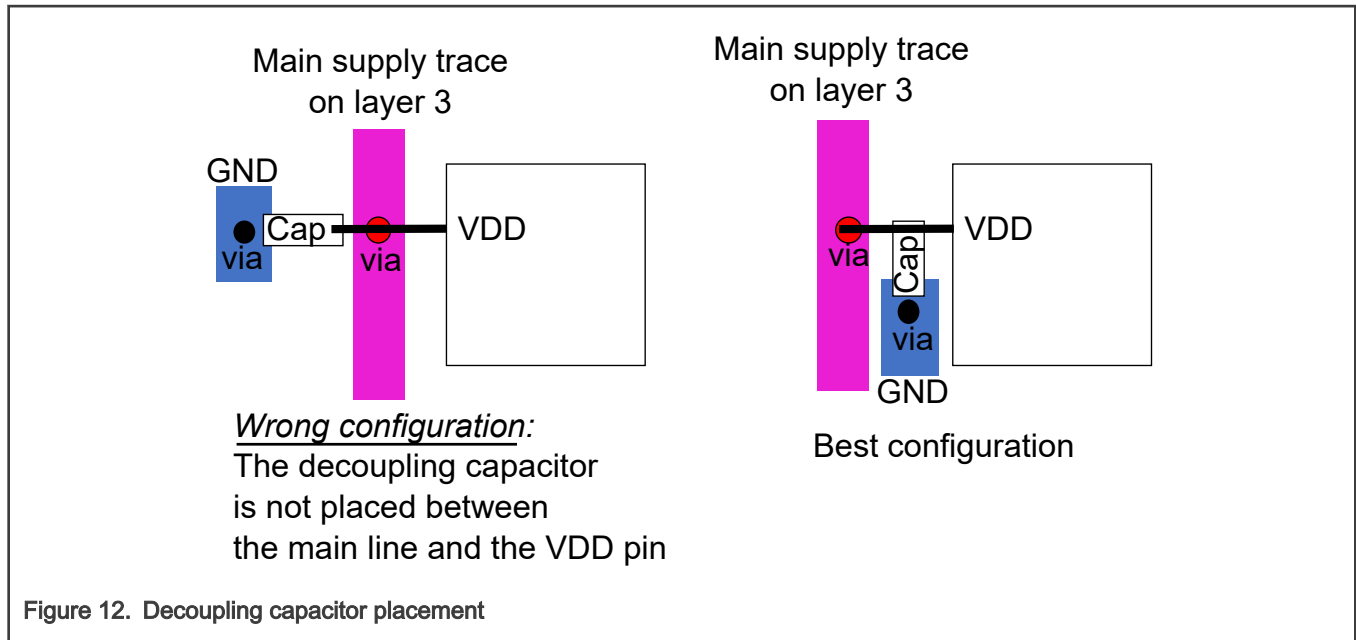 Main supply trace
on layer 3
GND
Cap
via
via
VDD
Wrong configuration:
The decoupling capacitor
is not placed between
the main line and the VDD pin
Main supply trace
on layer 3
via
Cap
VDD
via
GND
Best configuration
Figure 12. Decoupling capacitor placement